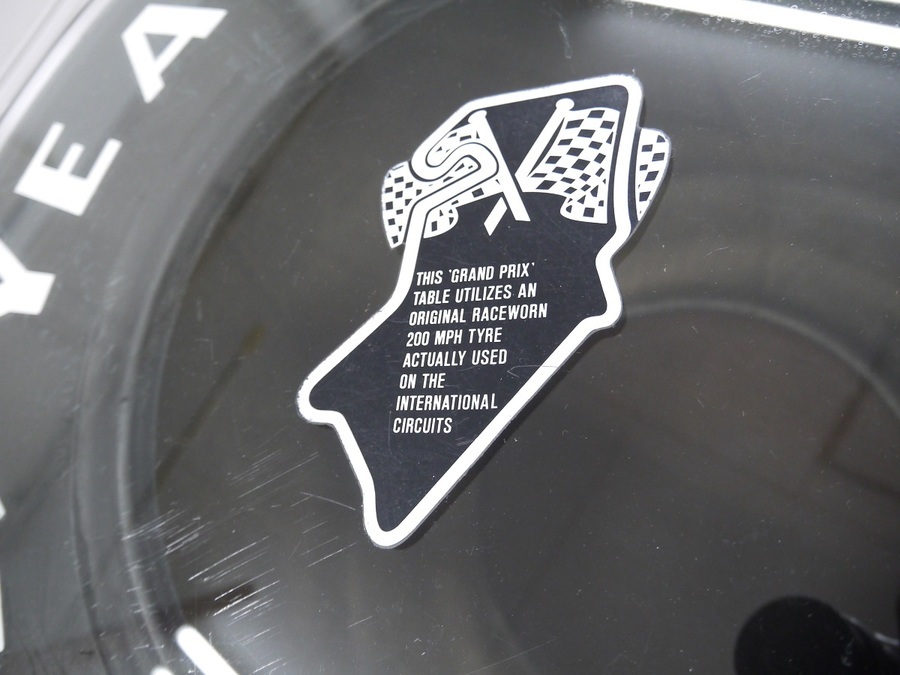 YEA
THIS 'GRAND PRIX'
TABLE UTILIZES AN
ORIGINAL RACEWORN
200 MPH TYRE
ACTUALLY USED
ON THE
INTERNATIONAL
CIRCUITS